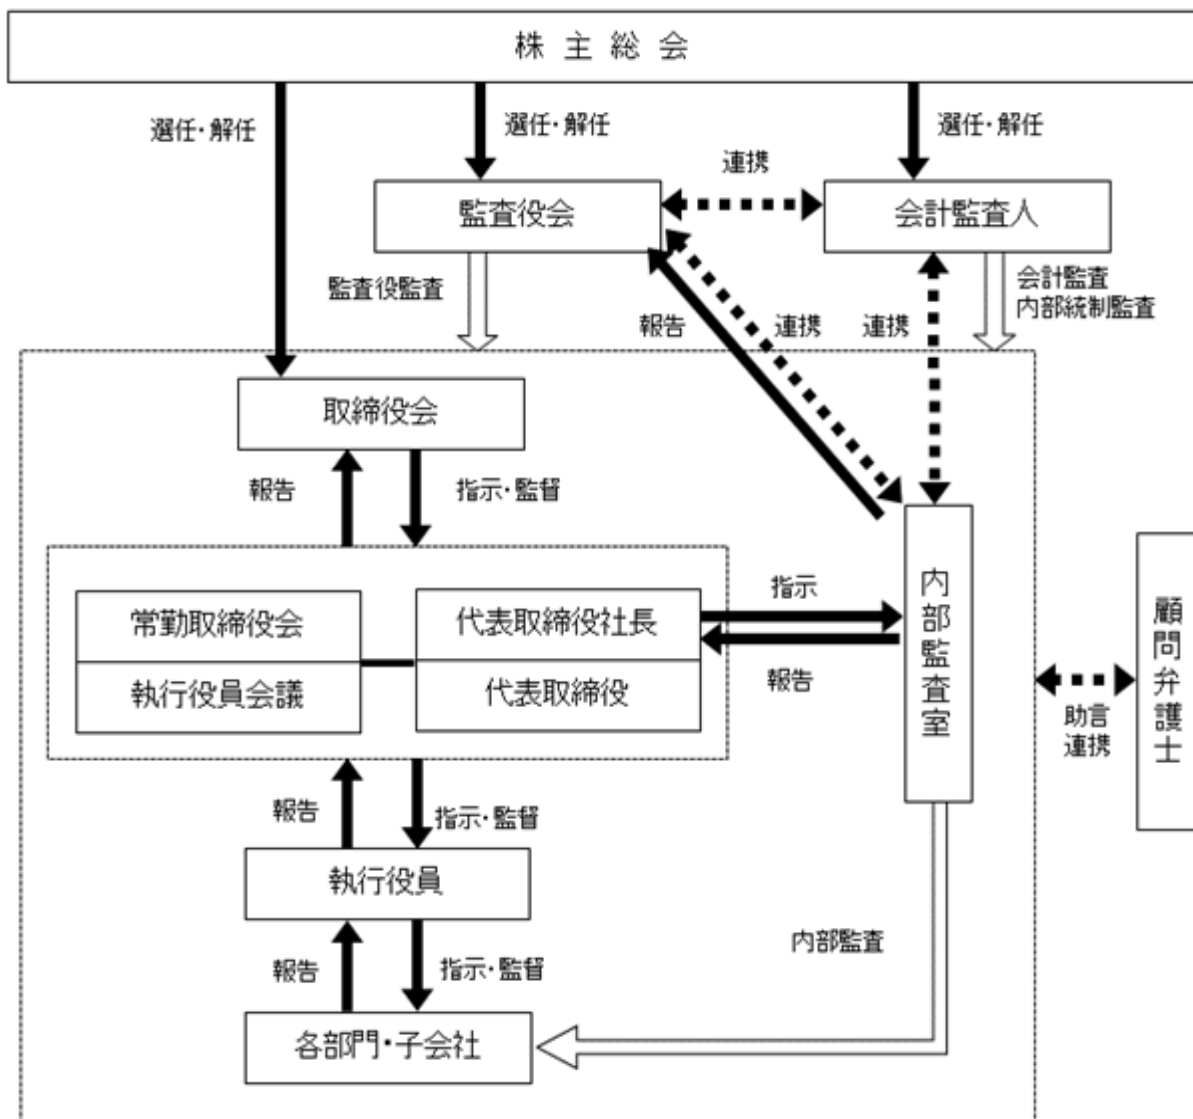 株主総会
選任・解任
選任・解任
選任・解任
連携
監査役会
会計監査人
監査役監査
会計監査
内部統制監査
報告
連携
連携
取締役会
報告
指示・監督
常勤取締役会
執行役員会議
代表取締役社長
代表取締役
指示
報告
内部監査室
助言
連携
顧問弁護士
報告
指示・監督
執行役員
報告
指示・監督
内部監査
各部門・子会社